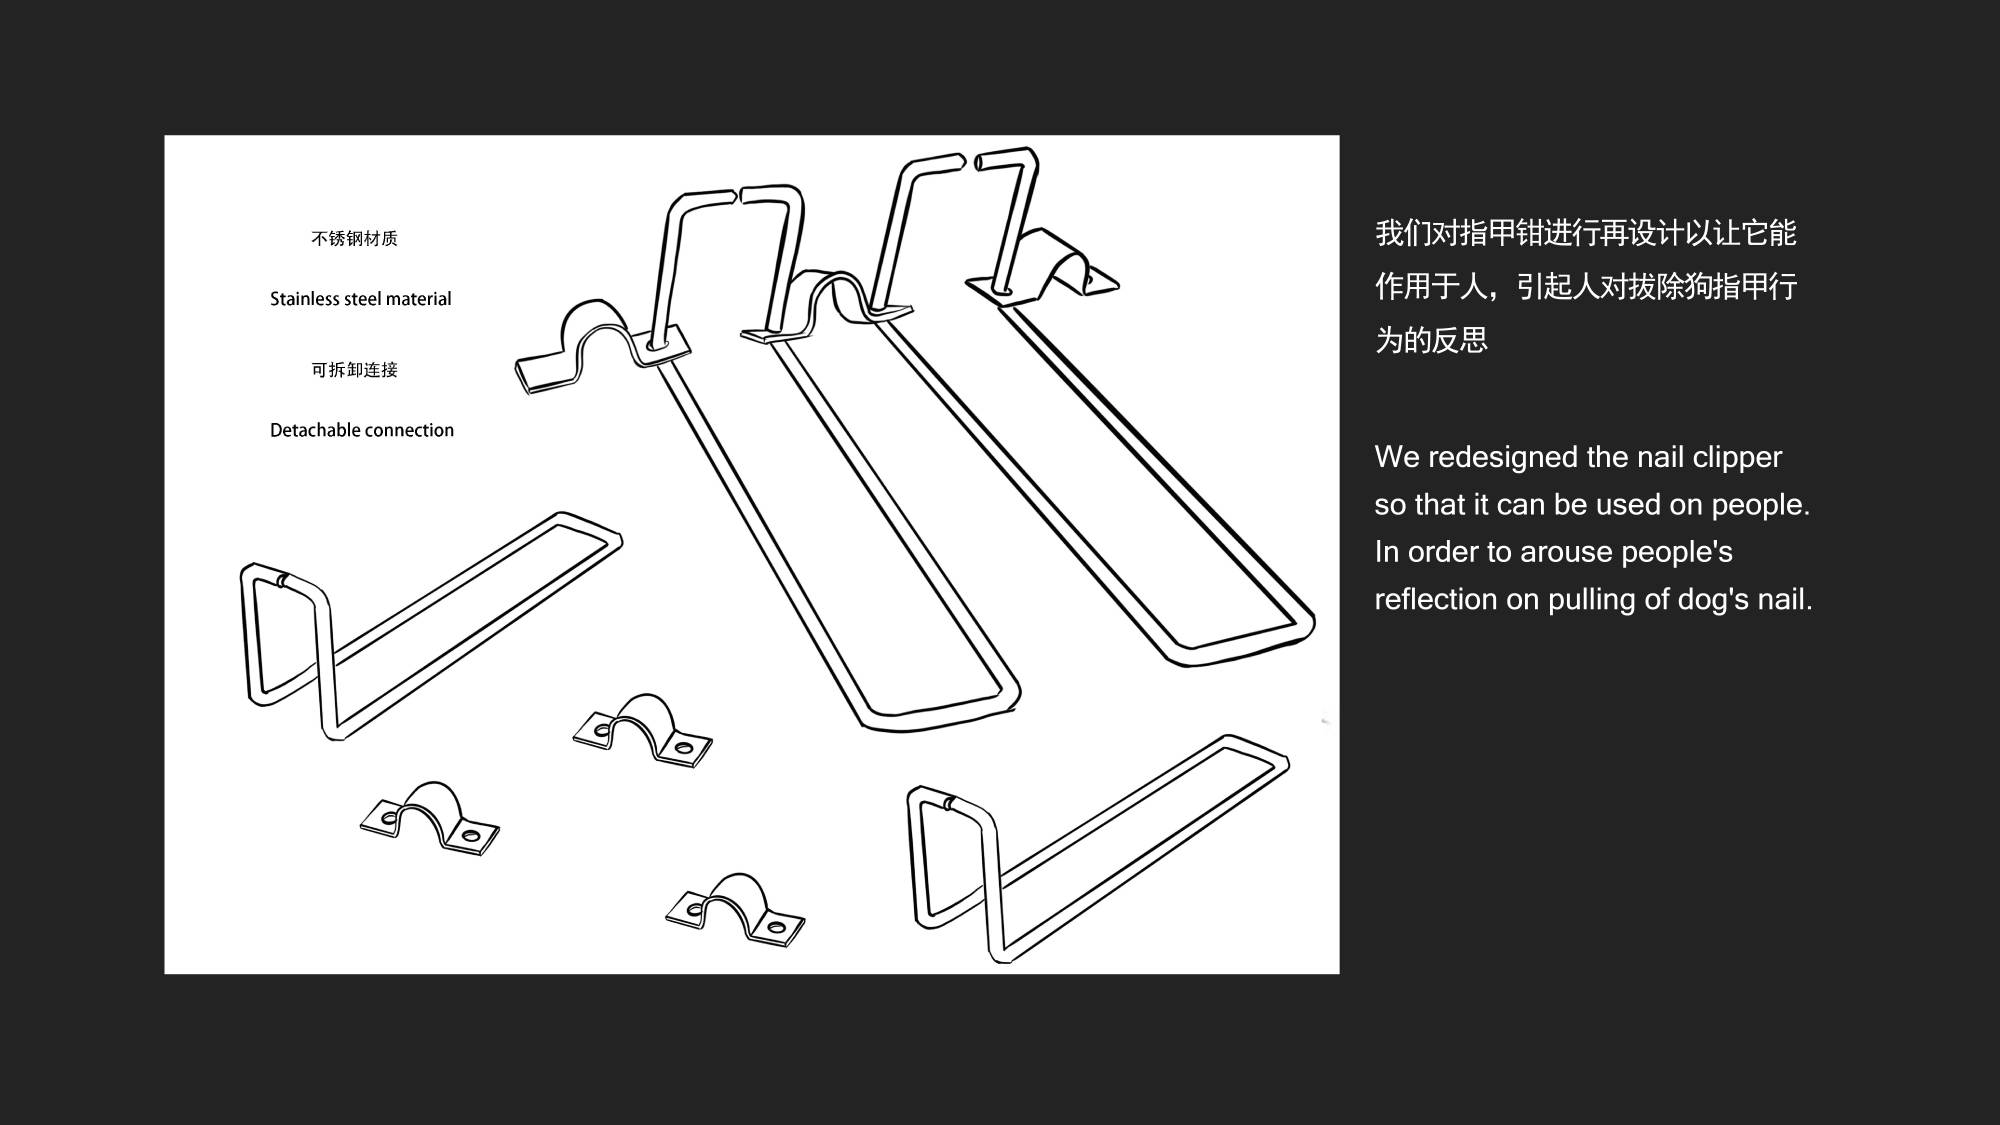 不锈钢材质
Stainless steel material
可拆卸连接
Detachable connection
我们对指甲钳进行再设计以让它能
作用于人，引起人对拔除狗指甲行
为的反思
We redesigned the nail clipper
so that it can be used on people.
In order to arouse people's
reflection on pulling of dog's nail.